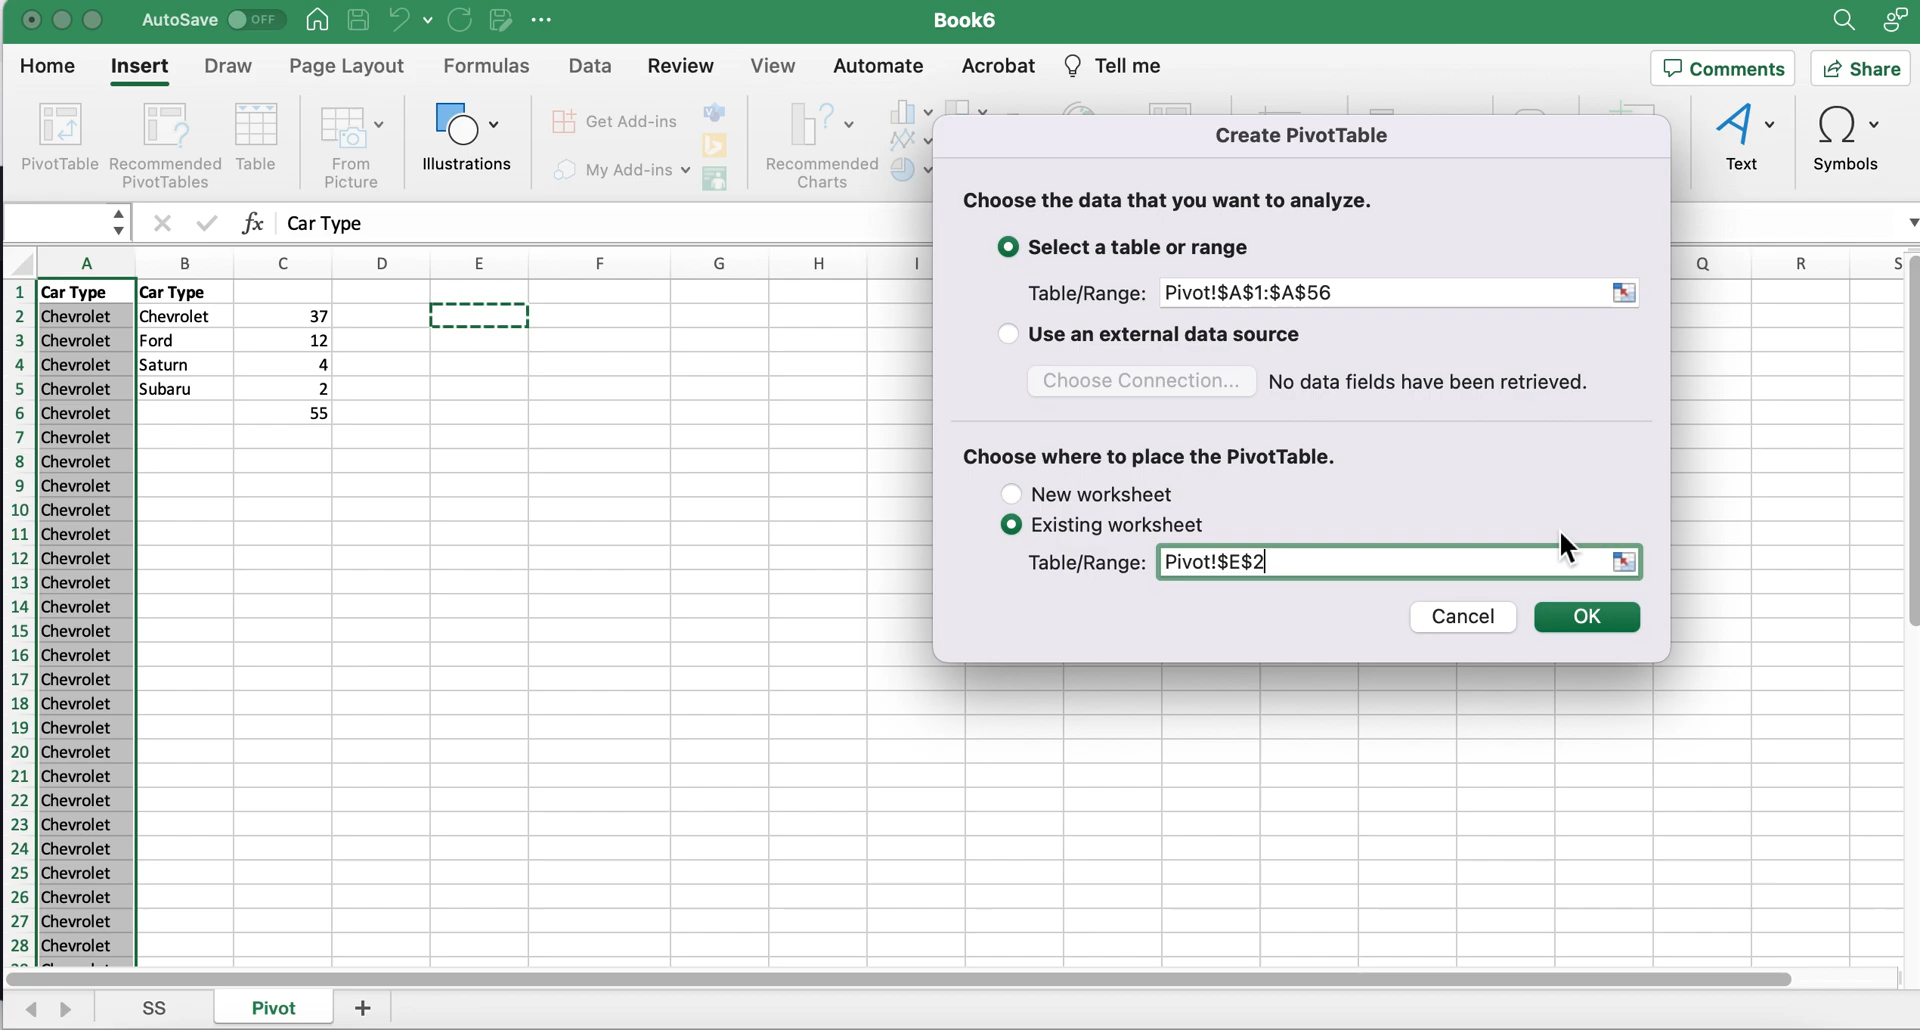 AutoSave OFF Book6
Home Insert Draw Page Layout Formulas Data Review View Automate Acrobat Tell me Comments Share
PivotTable Recommended PivotTables Table From Picture Illustrations Get Add-ins My Add-ins Recommended Charts Text Symbols
fx Car Type
A B C D E F G H I Q R S
1 Car Type Car Type
2 Chevrolet Chevrolet 37
3 Chevrolet Ford 12
4 Chevrolet Saturn 4
5 Chevrolet Subaru 2
6 Chevrolet 55
7 Chevrolet
8 Chevrolet
9 Chevrolet
10 Chevrolet
11 Chevrolet
12 Chevrolet
13 Chevrolet
14 Chevrolet
15 Chevrolet
16 Chevrolet
17 Chevrolet
18 Chevrolet
19 Chevrolet
20 Chevrolet
21 Chevrolet
22 Chevrolet
23 Chevrolet
24 Chevrolet
25 Chevrolet
26 Chevrolet
27 Chevrolet
28 Chevrolet
Create PivotTable
Choose the data that you want to analyze.
Select a table or range
Table/Range: Pivot!$A$1:$A$56
Use an external data source
Choose Connection... No data fields have been retrieved.
Choose where to place the PivotTable.
New worksheet
Existing worksheet
Table/Range: Pivot!$E$2
Cancel OK
SS Pivot +